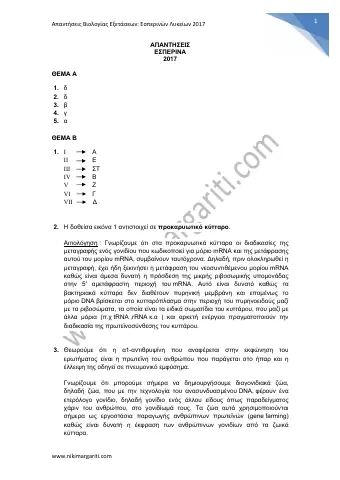 Απαντήσεις Βιολογίας Εξετάσεων: Εσπερινών Λυκείων 2017
1
ΑΠΑΝΤΗΣΕΙΣ
ΕΣΠΕΡΙΝΑ
2017
ΘΕΜΑ Α
1. δ
2. δ
3. β
4. γ
5. α
ΘΕΜΑ Β
1. I → Α
II → Ε
III → ΣΤ
IV → Β
V → Ζ
VI → Γ
VII → Δ
2. Η δοθείσα εικόνα 1 αντιστοιχεί σε προκαρυωτικό κύτταρο.
Αιτιολόγηση : Γνωρίζουμε ότι στα προκαρυωτικά κύτταρα οι διαδικασίες της
μεταγραφής ενός γονιδίου που κωδικοποιεί για μόριο mRNA και της μετάφρασης
αυτού του μορίου mRNA, συμβαίνουν ταυτόχρονα. Δηλαδή, πριν ολοκληρωθεί η
μεταγραφή, έχει ήδη ξεκινήσει η μετάφραση του νεοσυντιθέμενου μορίου mRNA
καθώς είναι άμεσα δυνατή η πρόσδεση της μικρής ριβοσωμικής υπομονάδας
στην 5’ αμετάφραστη περιοχή του mRNA. Αυτό είναι δυνατό καθώς τα
βακτηριακά κύτταρα δεν διαθέτουν πυρηνική μεμβράνη και επομένως το
μόριο DNA βρίσκεται στο κυτταρόπλασμα στην περιοχή του πυρηνοειδούς μαζί
με τα ριβοσώματα, τα οποία είναι τα ειδικά σωματίδια του κυττάρου, που μαζί με
άλλα μόρια (π.χ tRNA ,rRNA κ.α ) και αρκετή ενέργεια πραγματοποιούν την
διαδικασία της πρωτεϊνοσύνθεσης του κυττάρου.
3. Θεωρούμε ότι η α1-αντιθρυψίνη που αναφέρεται στην εκφώνηση του
ερωτήματος είναι η πρωτεΐνη του ανθρώπου που παράγεται στο ήπαρ και η
έλλειψη της οδηγεί σε πνευμονικό εμφύσημα.
Γνωρίζουμε ότι μπορούμε σήμερα να δημιουργήσουμε διαγονιδιακά ζώα,
δηλαδή ζώα, που με την τεχνολογία του ανασυνδυασμένου DNA, φέρουν ένα
ετερόλογο γονίδιο, δηλαδή γονίδιο ενός άλλου είδους όπως παραδείγματος
χάριν του ανθρώπου, στο γονιδίωμά τους. Τα ζώα αυτά χρησιμοποιούνται
σήμερα ως εργοστάσια παραγωγής ανθρώπινων πρωτεϊνών (gene farming)
καθώς είναι δυνατή η έκφραση των ανθρώπινων γονιδίων από τα ζωικά
κύτταρα.
www.nikimargariti.com